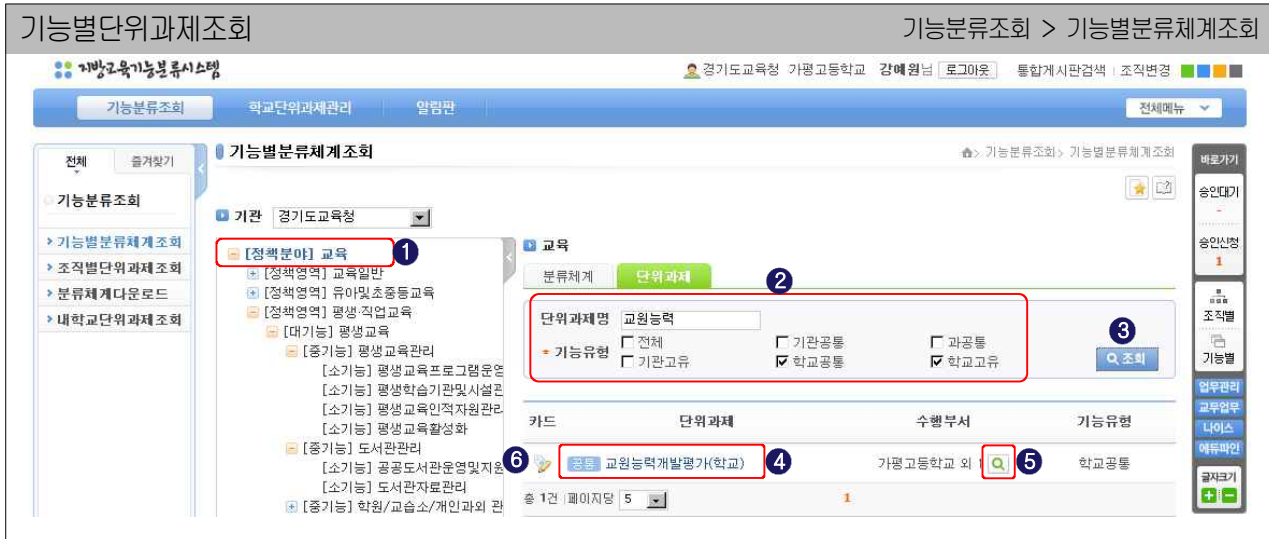 기능별단위과제조회
기능분류조회 > 기능별분류체계조회
지방교육기능분류시스템
경기도교육청 가평고등학교 강예원님 로그아웃 통합게시판검색 조직변경
기능분류조회 학교단위과제관리 알림판 전체메뉴
전체 즐겨찾기
기능분류조회
기능별분류체계조회
조직별단위과제조회
분류체계다운로드
내학교단위과제조회
기능별분류체계조회
> 기능분류조회 > 기능별분류체계조회
기관 경기도교육청
[정책분야] 교육
1
[정책영역] 교육일반
[정책영역] 유아및초중등교육
[정책영역] 평생·직업교육
[대기능] 평생교육
[중기능] 평생교육관리
[소기능] 평생교육프로그램운영
[소기능] 평생학습기관및시설관
[소기능] 평생교육인적자원관리
[소기능] 평생교육활성화
[중기능] 도서관관리
[소기능] 공공도서관운영및지원
[소기능] 도서관자료관리
[중기능] 학원/교습소/개인과외 관
교육
분류체계 단위과제
2
단위과제명 교원능력
* 기능유형 전체 기관공통 과공통
기관고유 학교공통 학교고유
3
조회
카드 단위과제 수행부서 기능유형
6 공통 교원능력개발평가(학교) 4 가평고등학교 외 1 5 학교공통
총 1건 페이지당 5 1
바로가기
승인대기
-
승인신청
1
조직별
기능별
업무관리
교무업무
나이스
에듀파인
글자크기